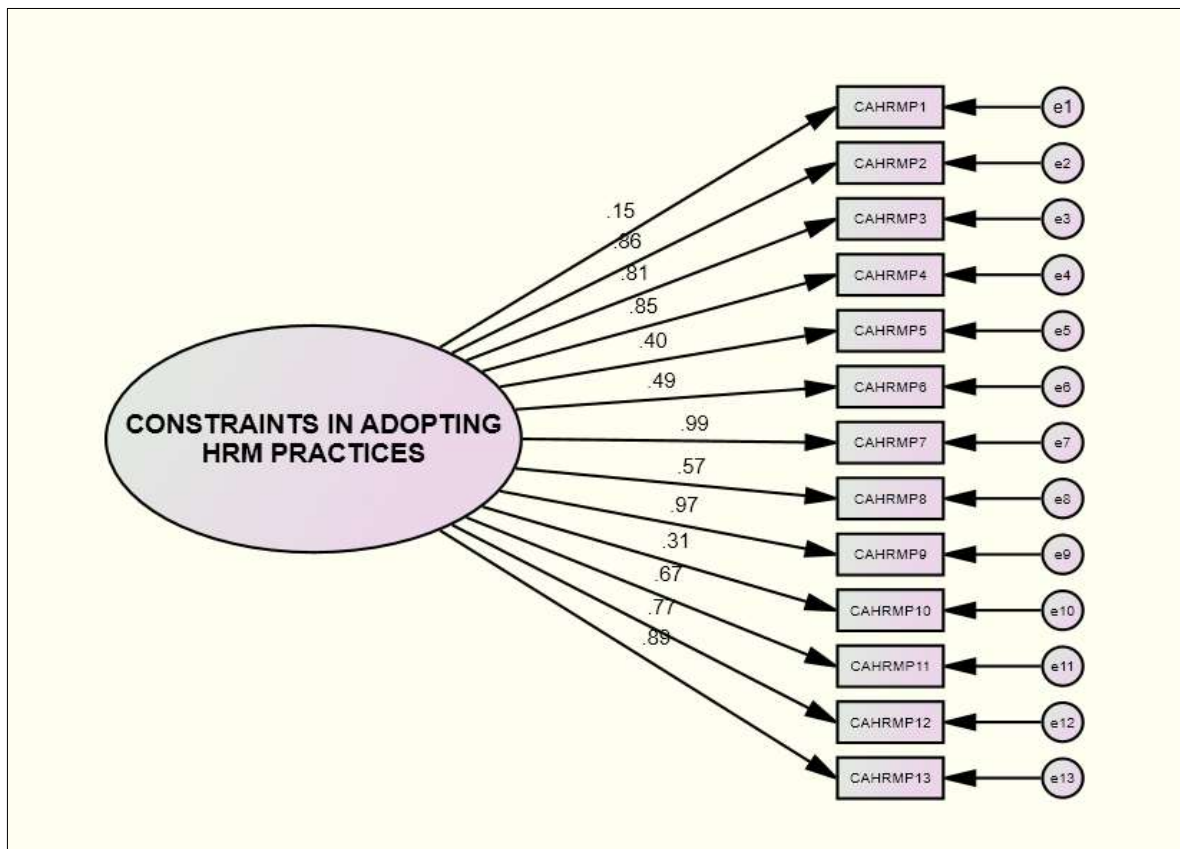 CONSTRAINTS IN ADOPTING
HRM PRACTICES
.15
.86
.81
.85
.40
.49
.99
.57
.97
.31
.67
.77
.89
CAHRMP1
e1
CAHRMP2
e2
CAHRMP3
e3
CAHRMP4
e4
CAHRMP5
e5
CAHRMP6
e6
CAHRMP7
e7
CAHRMP8
e8
CAHRMP9
e9
CAHRMP10
e10
CAHRMP11
e11
CAHRMP12
e12
CAHRMP13
e13